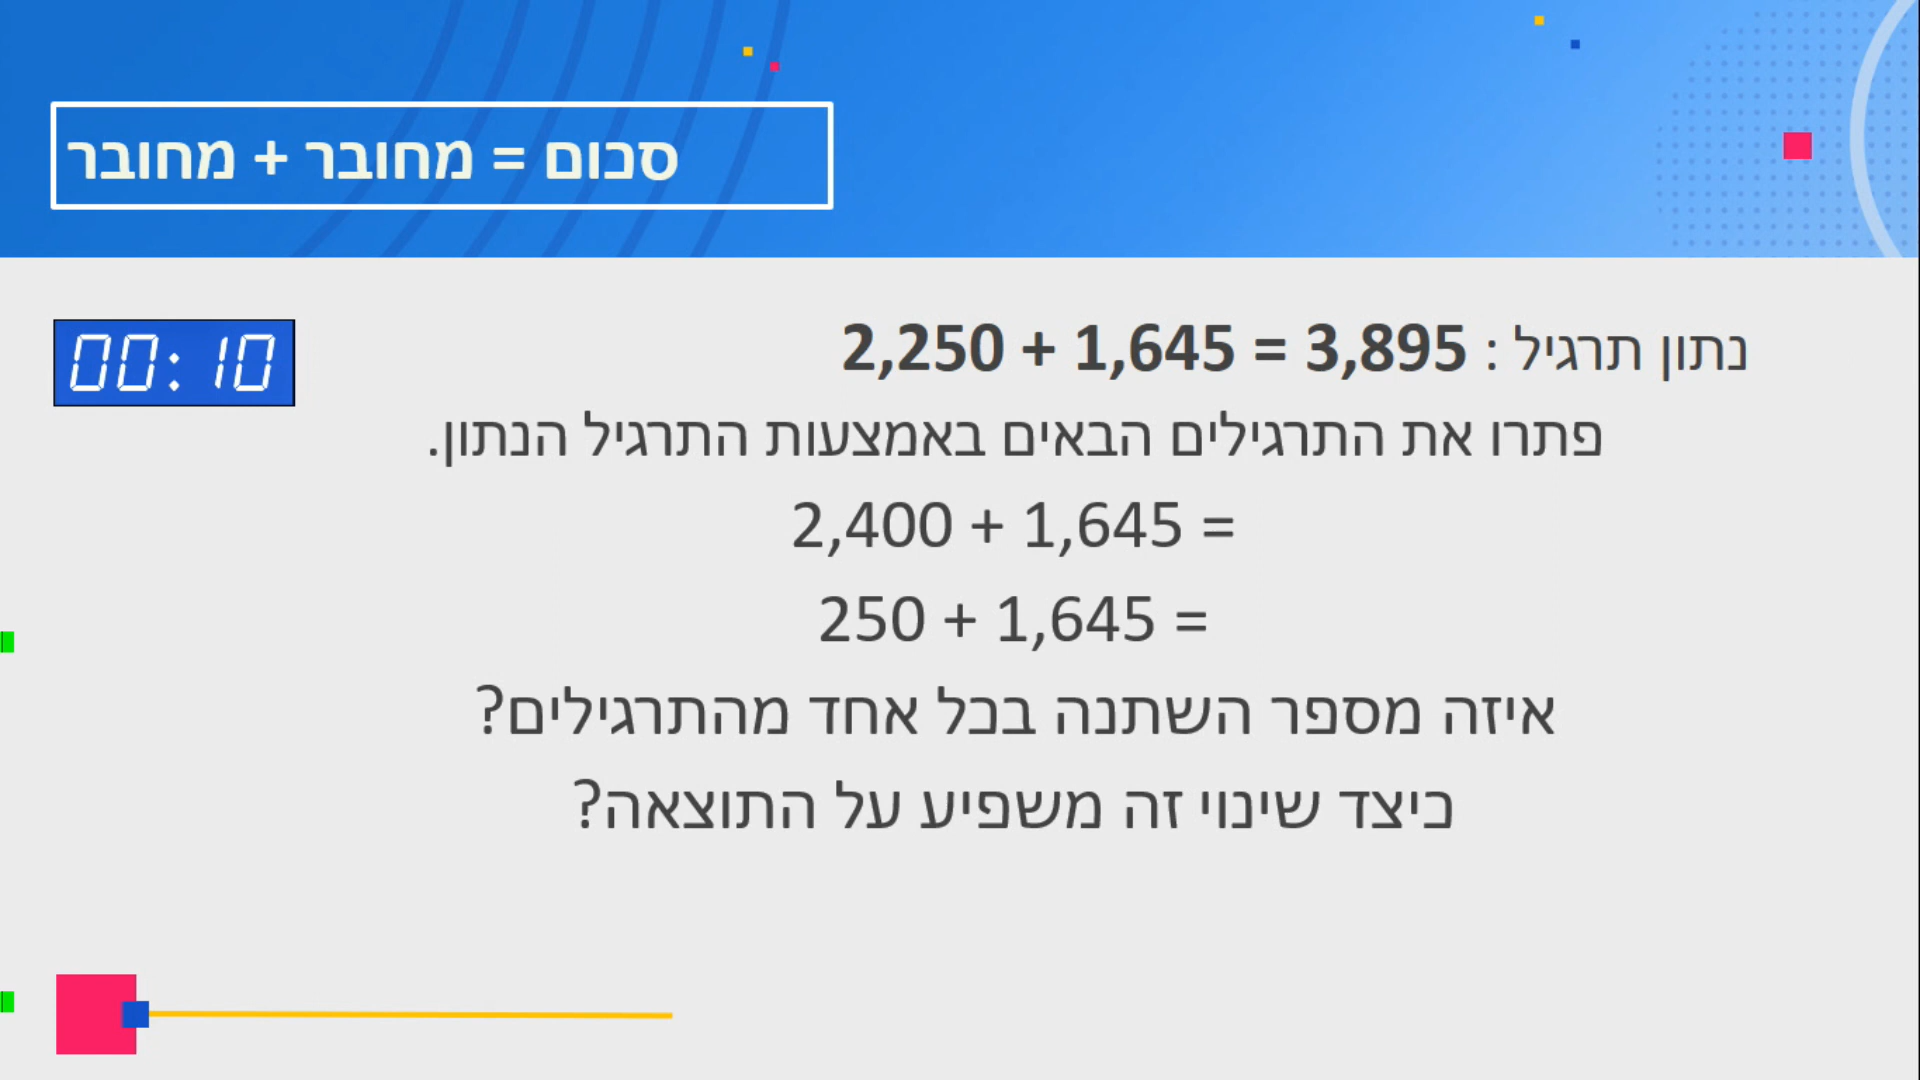 מחובר + מחובר = סכום
00:10
נתון תרגיל : 2,250 + 1,645 = 3,895
פתרו את התרגילים הבאים באמצעות התרגיל הנתון.
2,400 + 1,645 =
250 + 1,645 =
איזה מספר השתנה בכל אחד מהתרגילים?
כיצד שינוי זה משפיע על התוצאה?